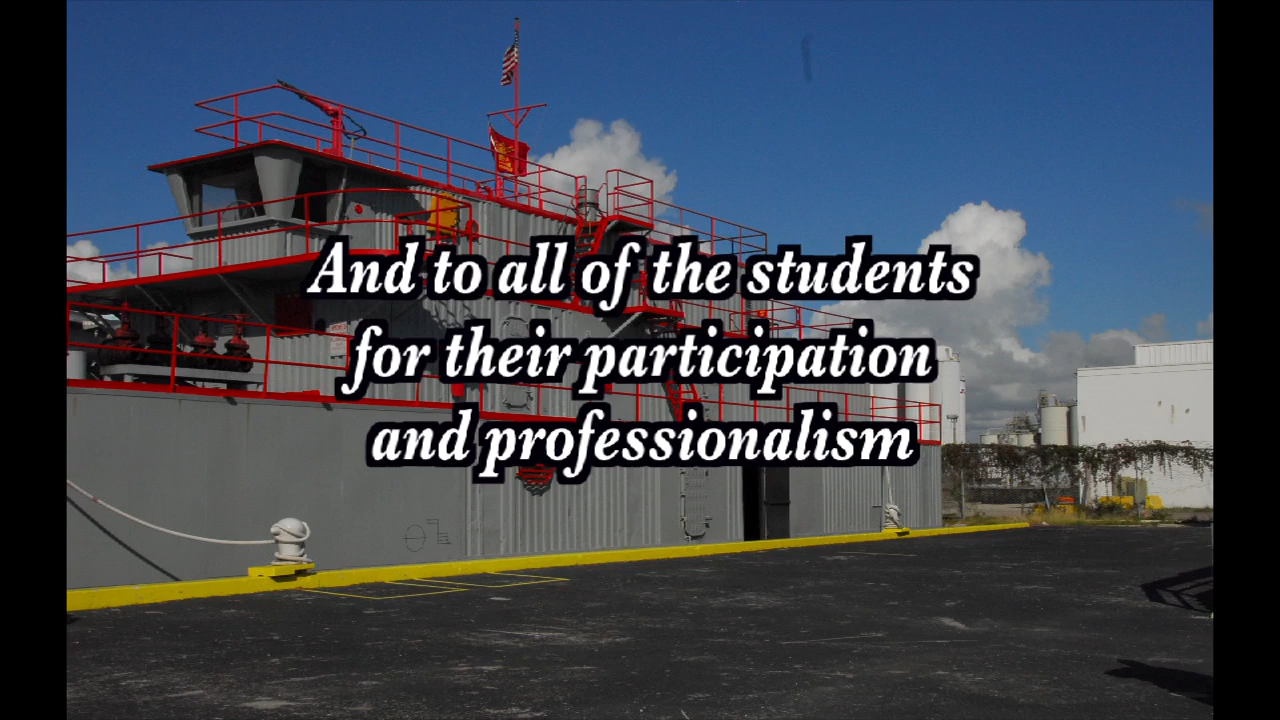 And to all of the students
for their participation
and professionalism